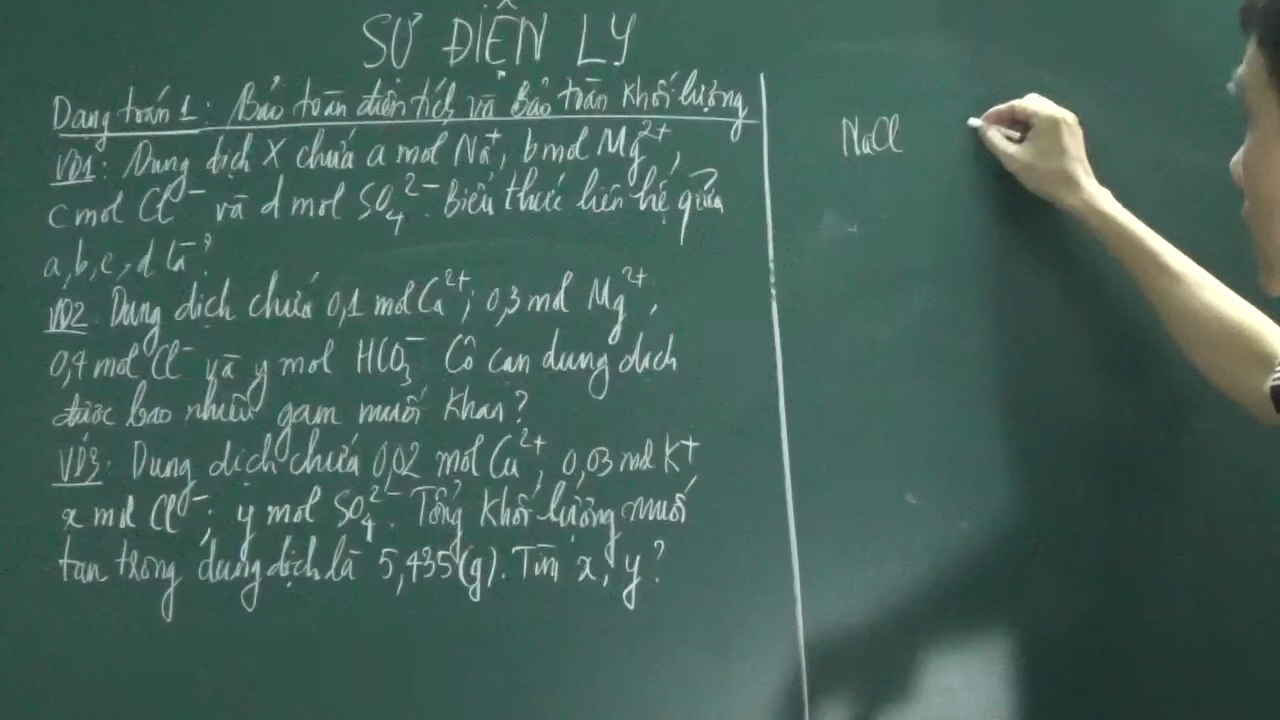 SỰ ĐIỆN LY
Dạng toán 1: Bảo toàn điện tích và bảo toàn khối lượng
VD1: Dung dịch X chứa a mol Na⁺, b mol Mg²⁺,
c mol Cl⁻ và d mol SO₄²⁻. Biểu thức liên hệ giữa
a, b, c, d là?
VD2 Dung dịch chứa 0,1 mol Ca²⁺; 0,3 mol Mg²⁺,
0,4 mol Cl⁻ và y mol HCO₃⁻ Cô cạn dung dịch
được bao nhiêu gam muối khan?
VD3: Dung dịch chứa 0,02 mol Cu²⁺, 0,03 mol K⁺
x mol Cl⁻; y mol SO₄²⁻. Tổng khối lượng muối
tan trong dung dịch là 5,435(g). Tìm x, y?
NaCl